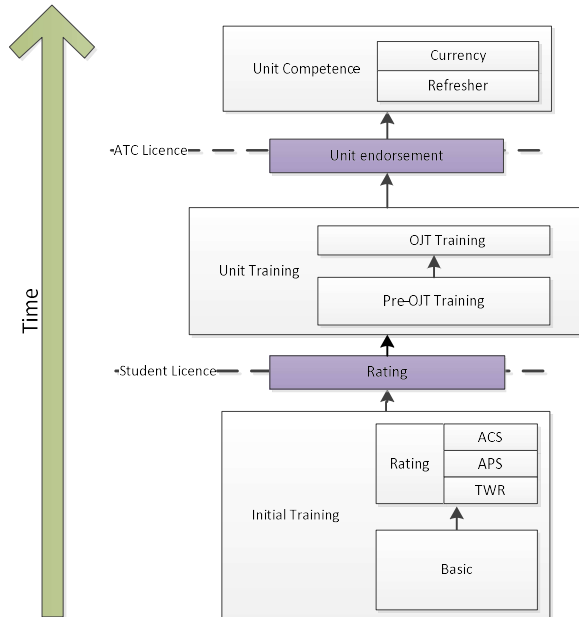 Time
Currency
Unit Competence
Refresher
ATC Licence
Unit endorsement
OJT Training
Unit Training
Pre-OJT Training
Student Licence
Rating
ACS
Rating
APS
TWR
Initial Training
Basic